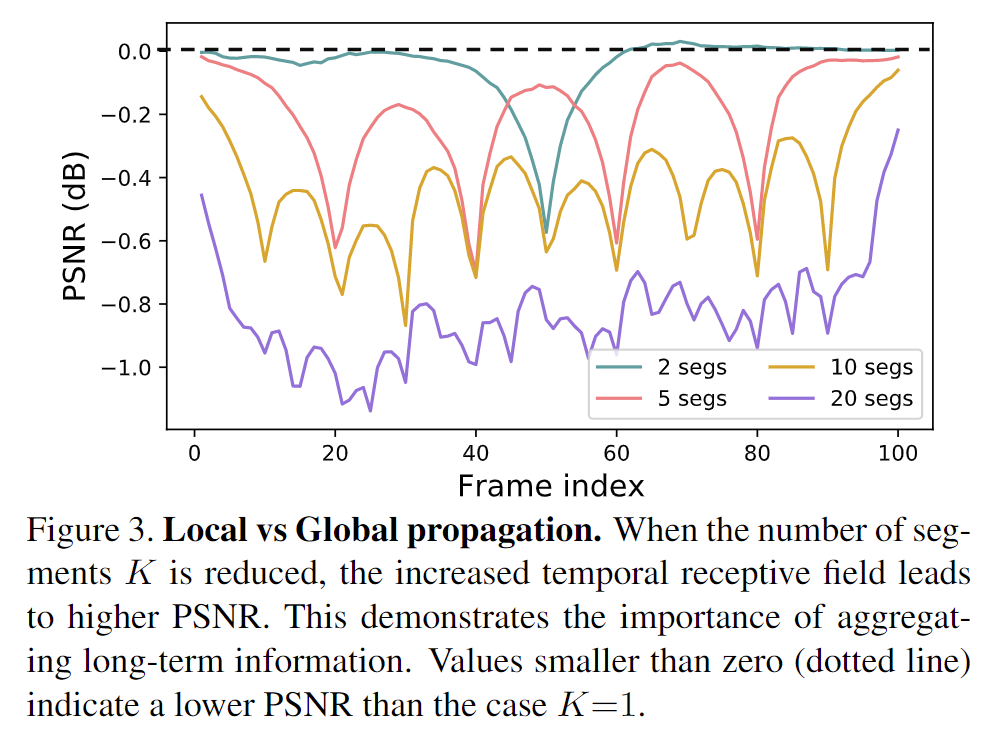 0.0
−0.2
−0.4
−0.6
−0.8
−1.0
PSNR (dB)
0 20 40 60 80 100
Frame index
2 segs 10 segs
5 segs 20 segs
Figure 3. Local vs Global propagation. When the number of seg-
ments K is reduced, the increased temporal receptive field leads
to higher PSNR. This demonstrates the importance of aggregat-
ing long-term information. Values smaller than zero (dotted line)
indicate a lower PSNR than the case K=1.